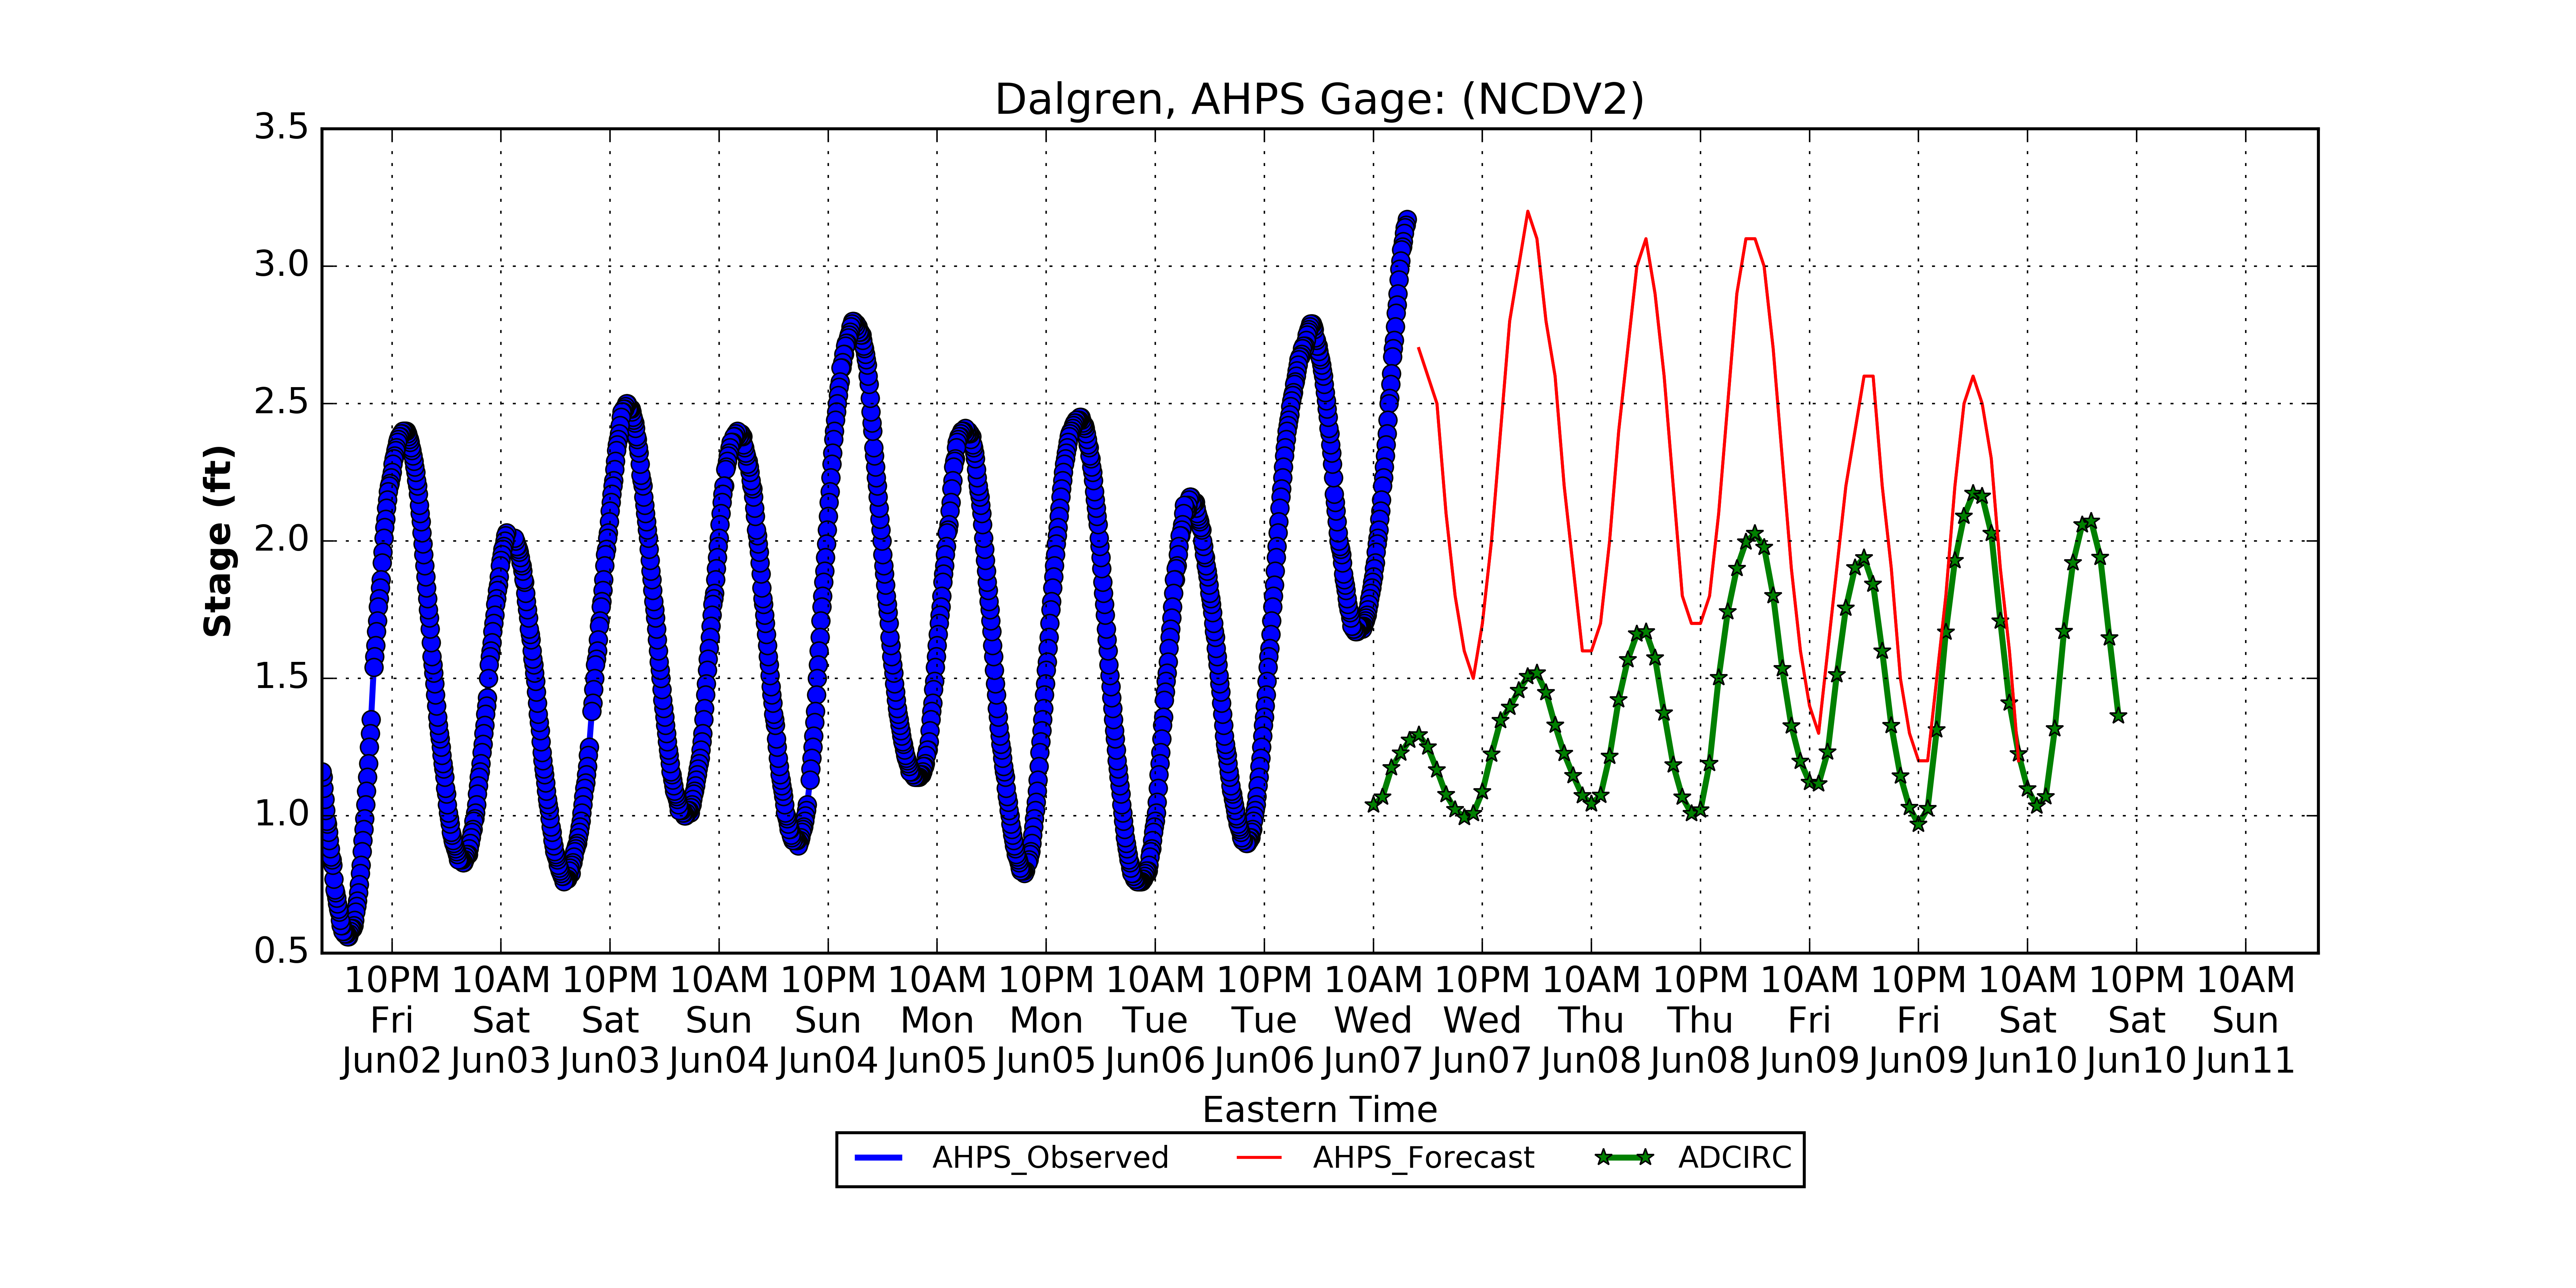 Dalgren, AHPS Gage: (NCDV2)
3.5
3.0
2.5
2.0
1.5
1.0
0.5
Stage (ft)
10PM 10AM 10PM 10AM 10PM 10AM 10PM 10AM 10PM 10AM 10PM 10AM 10PM 10AM 10PM 10AM 10PM 10AM
Fri Sat Sat Sun Sun Mon Mon Tue Tue Wed Wed Thu Thu Fri Fri Sat Sat Sun
Jun02 Jun03 Jun03 Jun04 Jun04 Jun05 Jun05 Jun06 Jun06 Jun07 Jun07 Jun08 Jun08 Jun09 Jun09 Jun10 Jun10 Jun11
Eastern Time
AHPS_Observed AHPS_Forecast ADCIRC